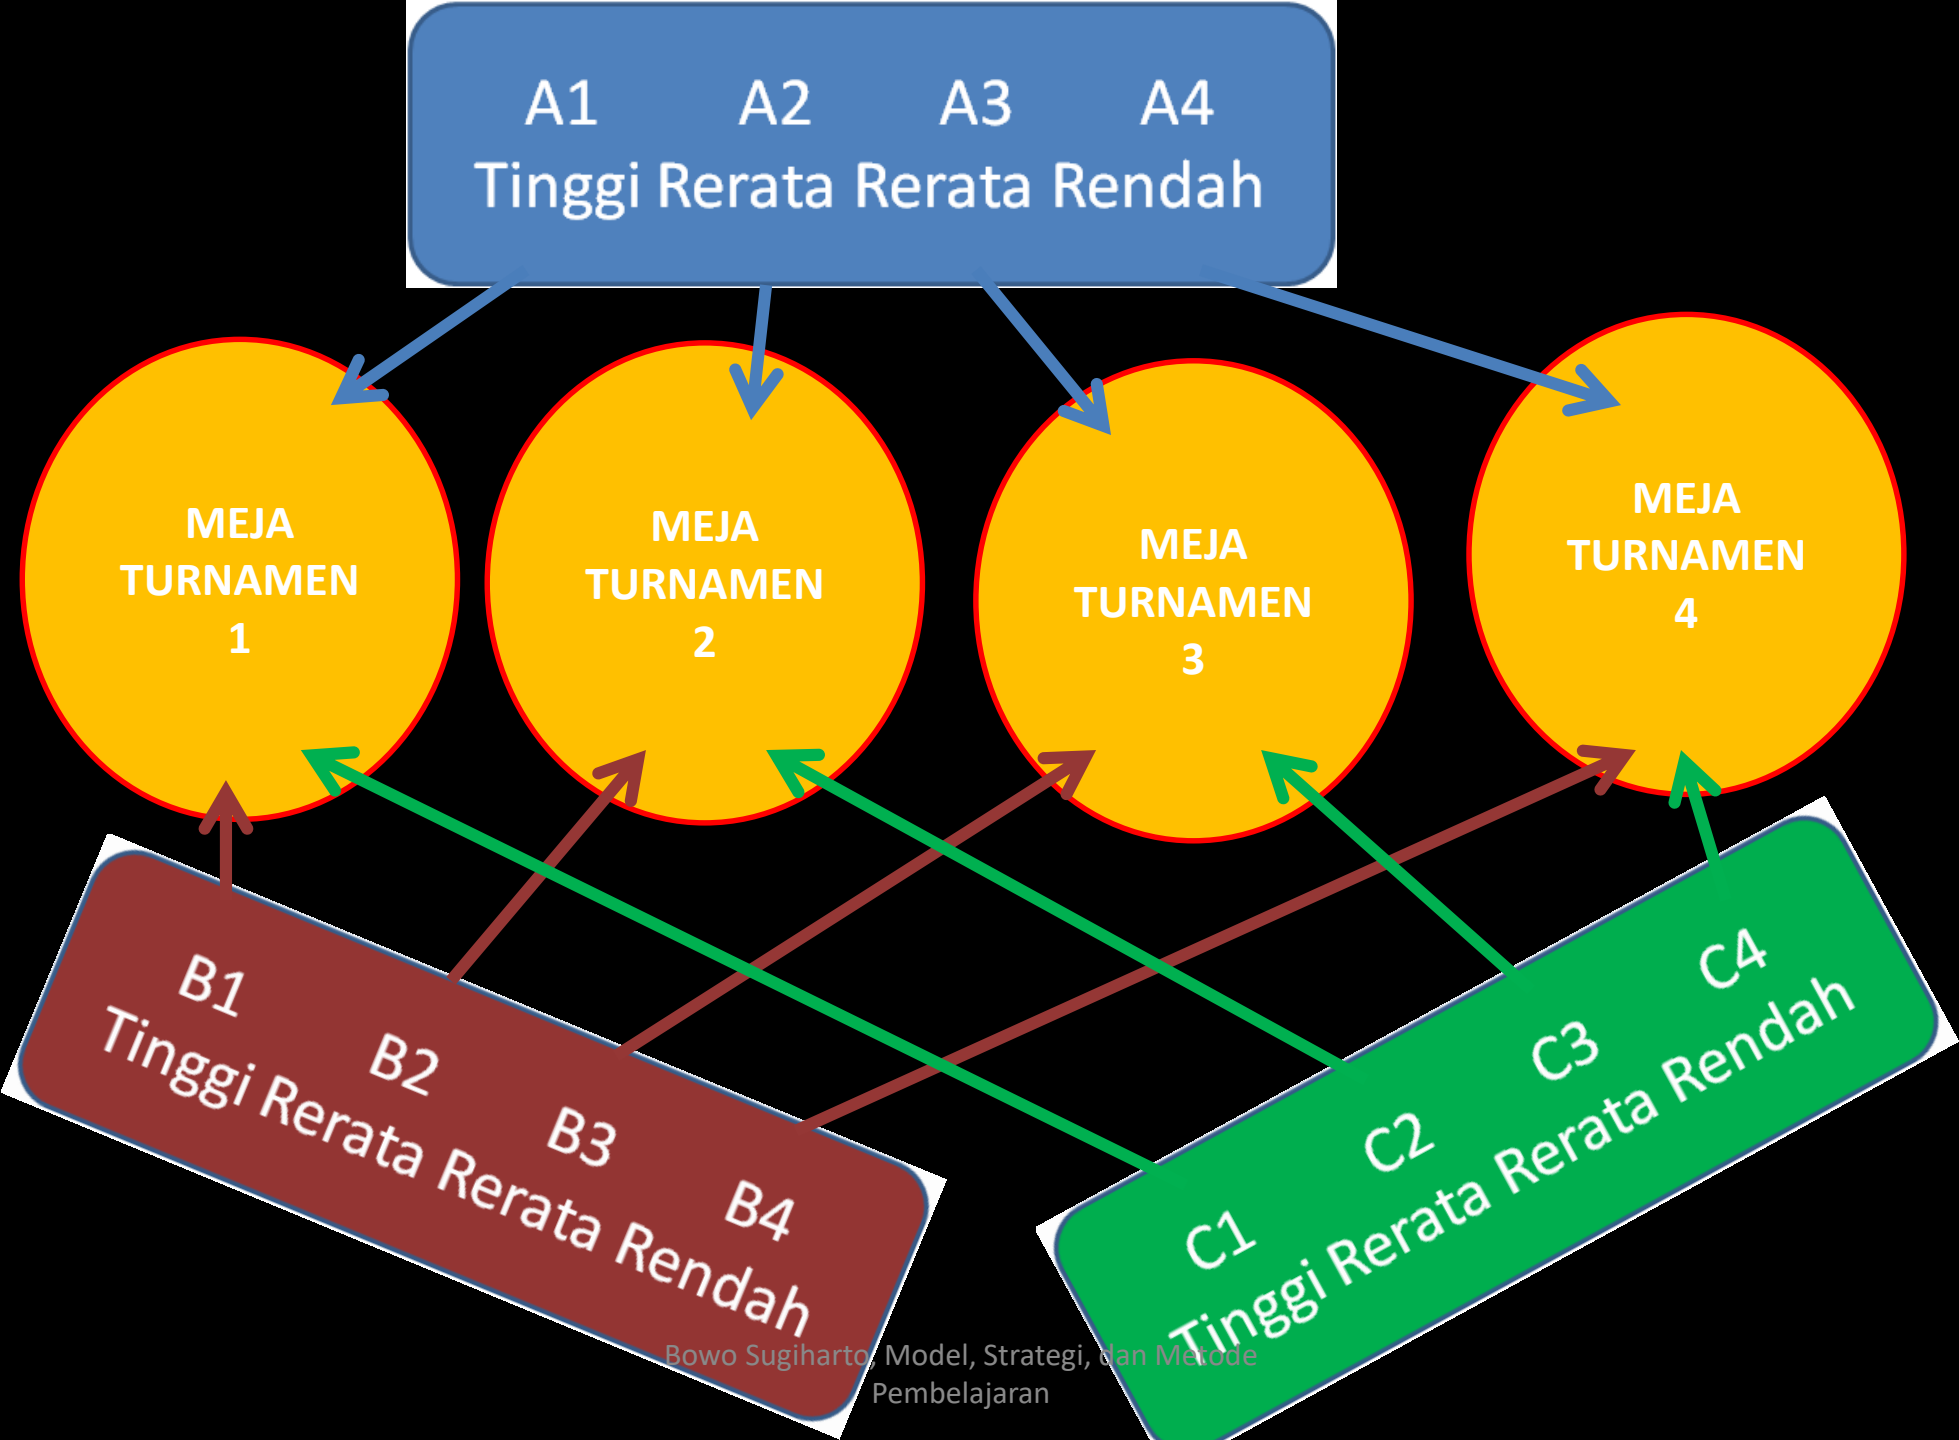 A1 A2 A3 A4
Tinggi Rerata Rerata Rendah
MEJA
TURNAMEN
1
MEJA
TURNAMEN
2
MEJA
TURNAMEN
3
MEJA
TURNAMEN
4
B1 B2 B3 B4
Tinggi Rerata Rerata Rendah
C1 C2 C3 C4
Tinggi Rerata Rerata Rendah
Bowo Sugiharto, Model, Strategi, dan Metode
Pembelajaran